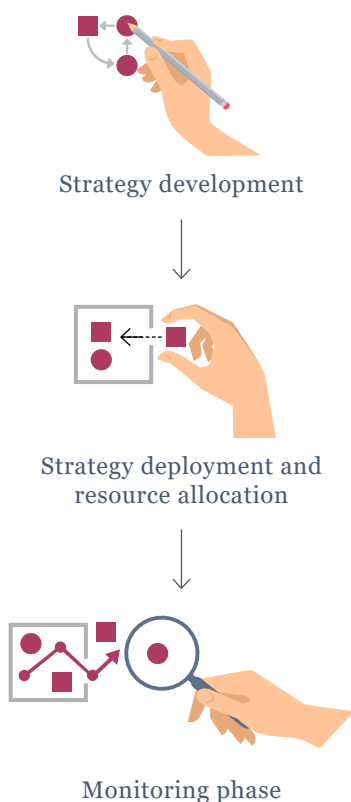 Strategy development
Strategy deployment and
resource allocation
Monitoring phase